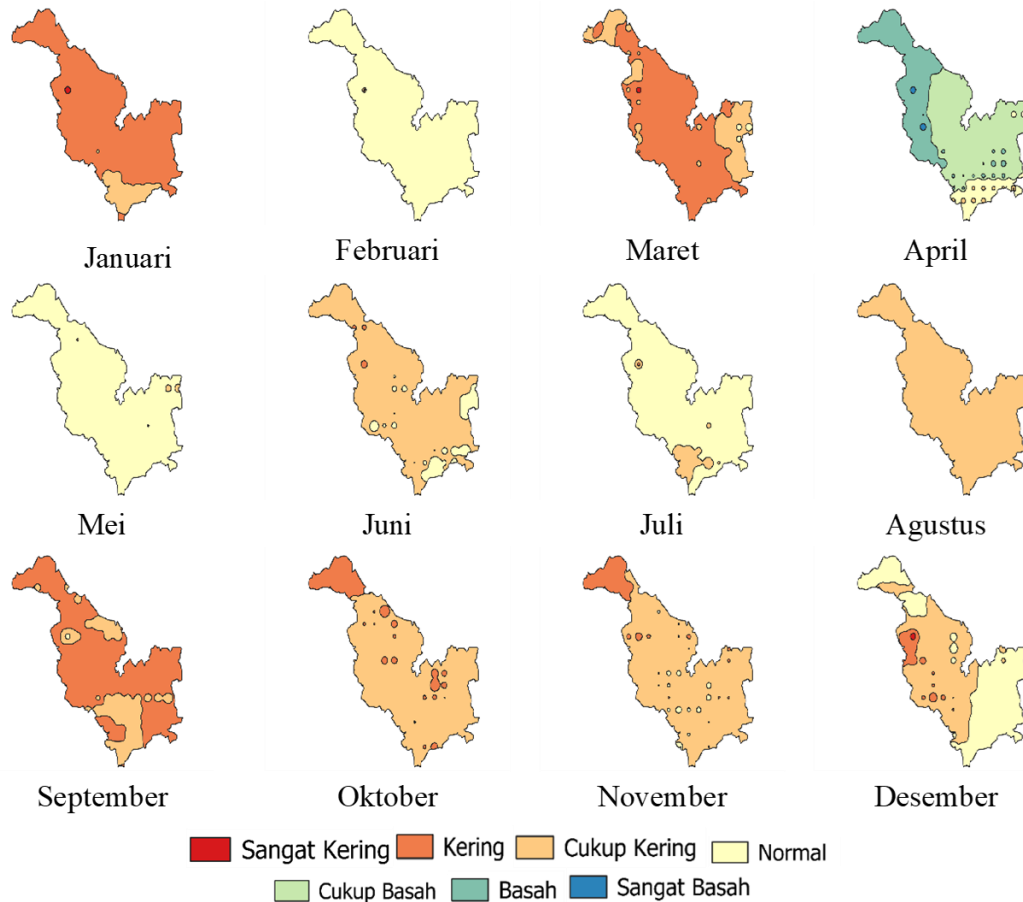 Januari Februari Maret April
Mei Juni Juli Agustus
September Oktober November Desember
Sangat Kering Kering Cukup Kering Normal
Cukup Basah Basah Sangat Basah